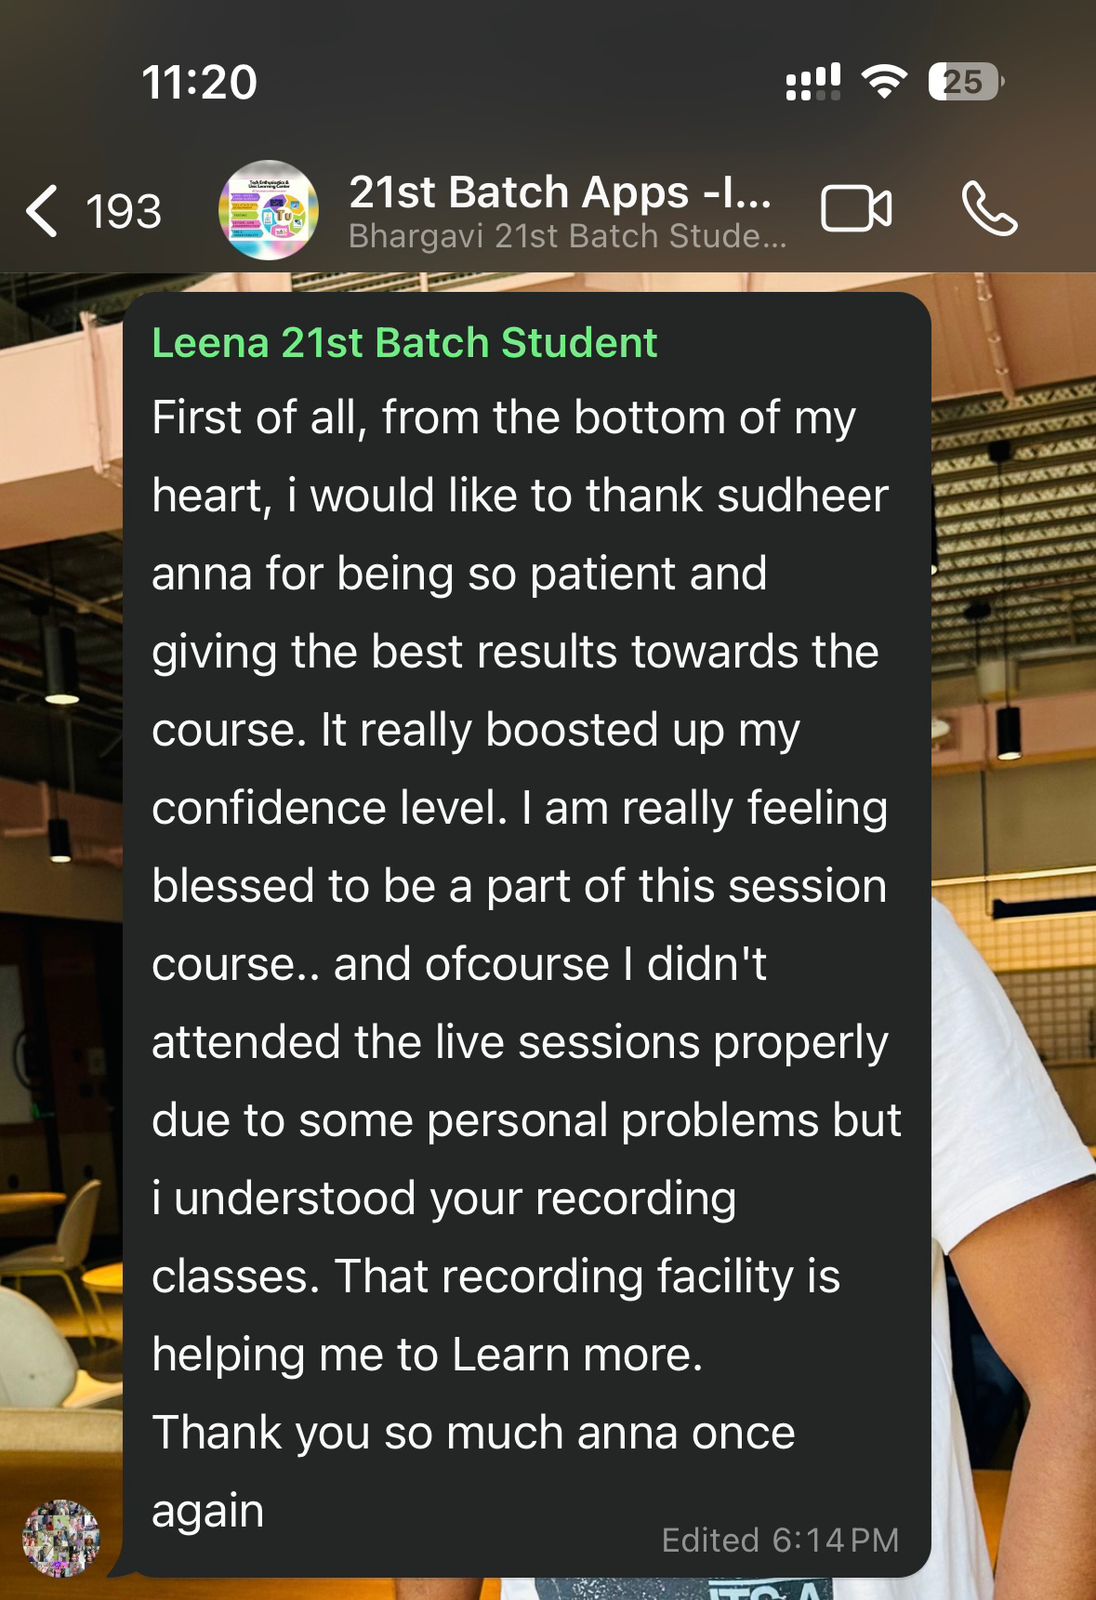 11:20
25
193
21st Batch Apps -I...
Bhargavi 21st Batch Stude...
Leena 21st Batch Student
First of all, from the bottom of my
heart, i would like to thank sudheer
anna for being so patient and
giving the best results towards the
course. It really boosted up my
confidence level. I am really feeling
blessed to be a part of this session
course.. and ofcourse I didn't
attended the live sessions properly
due to some personal problems but
i understood your recording
classes. That recording facility is
helping me to Learn more.
Thank you so much anna once
again
Edited 6:14 PM